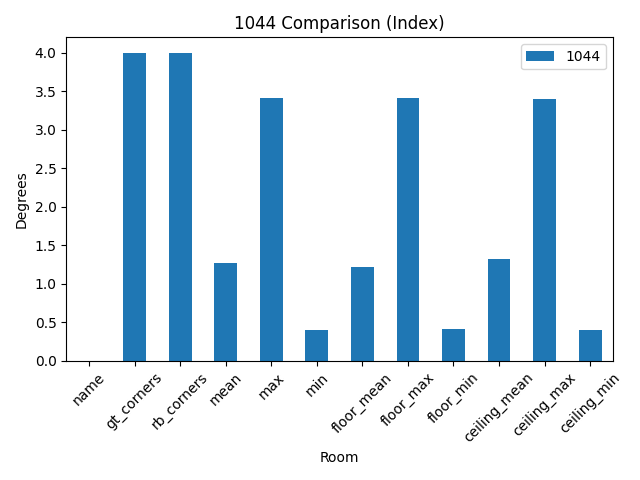 1044 Comparison (Index)
1044
Degrees
4.0
3.5
3.0
2.5
2.0
1.5
1.0
0.5
0.0
name
gt_corners
rb_corners
mean
max
min
floor_mean
floor_max
floor_min
ceiling_mean
ceiling_max
ceiling_min
Room